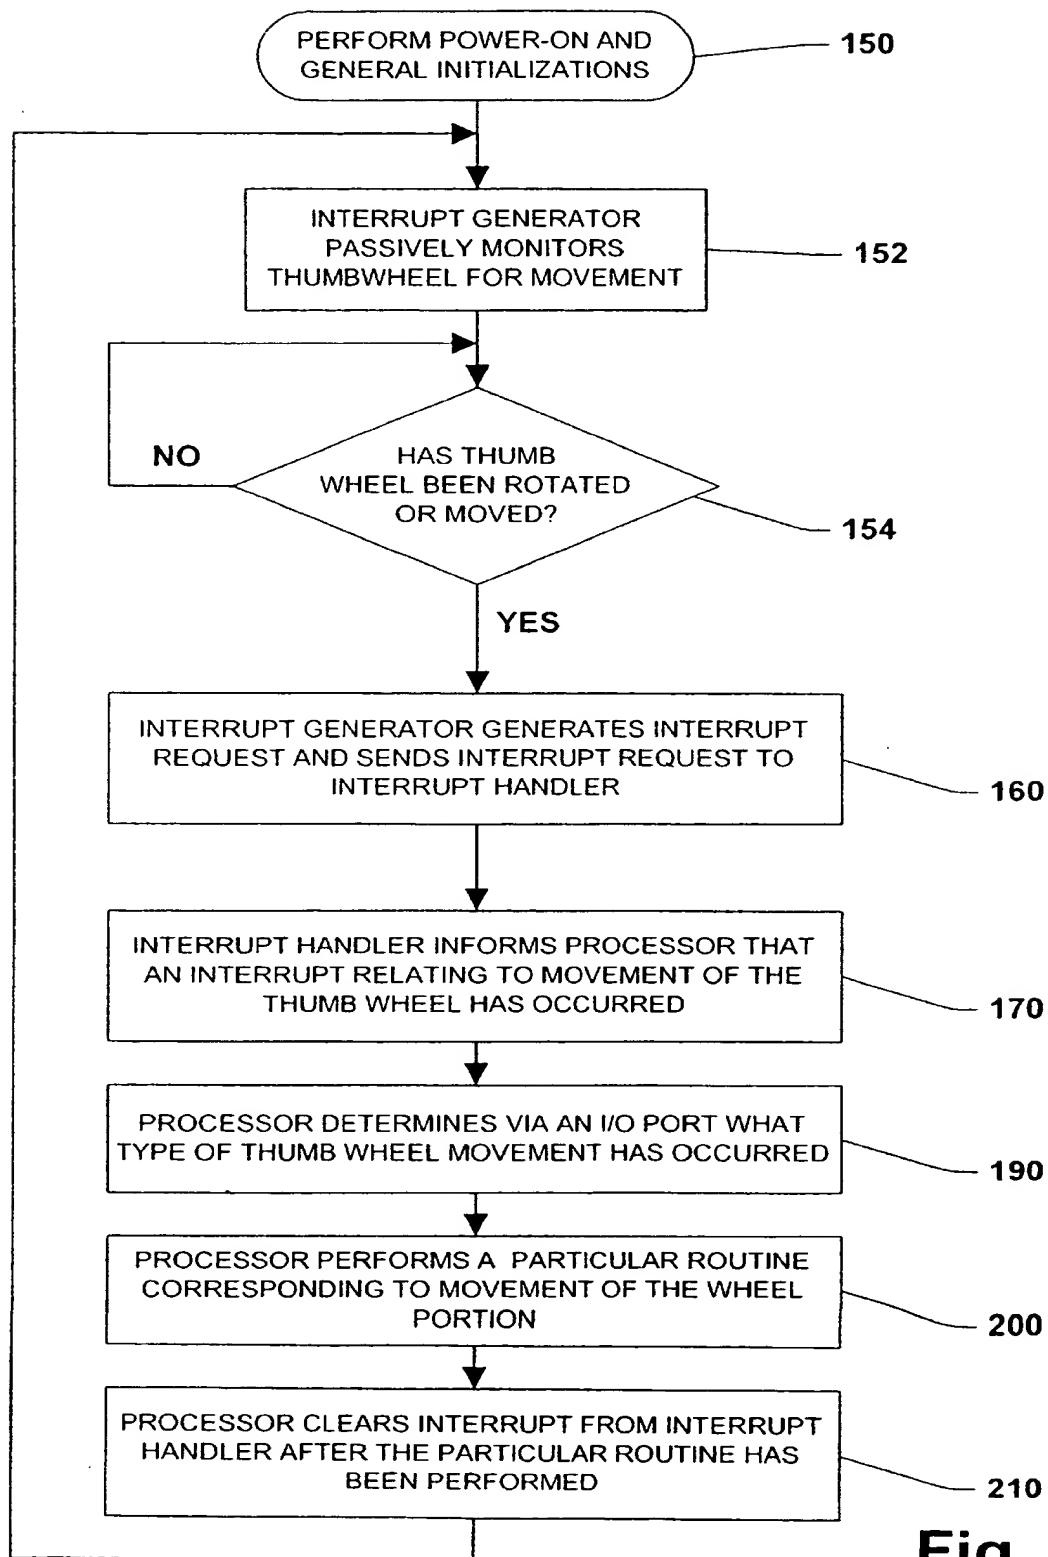 PERFORM POWER-ON AND
GENERAL INITIALIZATIONS
150
INTERRUPT GENERATOR
PASSIVELY MONITORS
THUMBWHEEL FOR MOVEMENT
152
NO
HAS THUMB
WHEEL BEEN ROTATED
OR MOVED?
154
YES
INTERRUPT GENERATOR GENERATES INTERRUPT
REQUEST AND SENDS INTERRUPT REQUEST TO
INTERRUPT HANDLER
160
INTERRUPT HANDLER INFORMS PROCESSOR THAT
AN INTERRUPT RELATING TO MOVEMENT OF THE
THUMB WHEEL HAS OCCURRED
170
PROCESSOR DETERMINES VIA AN I/O PORT WHAT
TYPE OF THUMB WHEEL MOVEMENT HAS OCCURRED
190
PROCESSOR PERFORMS A PARTICULAR ROUTINE
CORRESPONDING TO MOVEMENT OF THE WHEEL
PORTION
200
PROCESSOR CLEARS INTERRUPT FROM INTERRUPT
HANDLER AFTER THE PARTICULAR ROUTINE HAS
BEEN PERFORMED
210
Fig